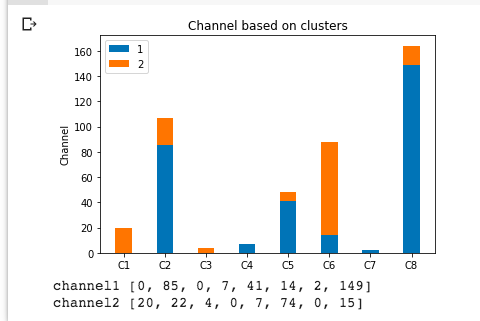 Channel based on clusters
1
2
160
140
120
100
80
60
40
20
0
Channel
C1 C2 C3 C4 C5 C6 C7 C8
channel1 [0, 85, 0, 7, 41, 14, 2, 149]
channel2 [20, 22, 4, 0, 7, 74, 0, 15]